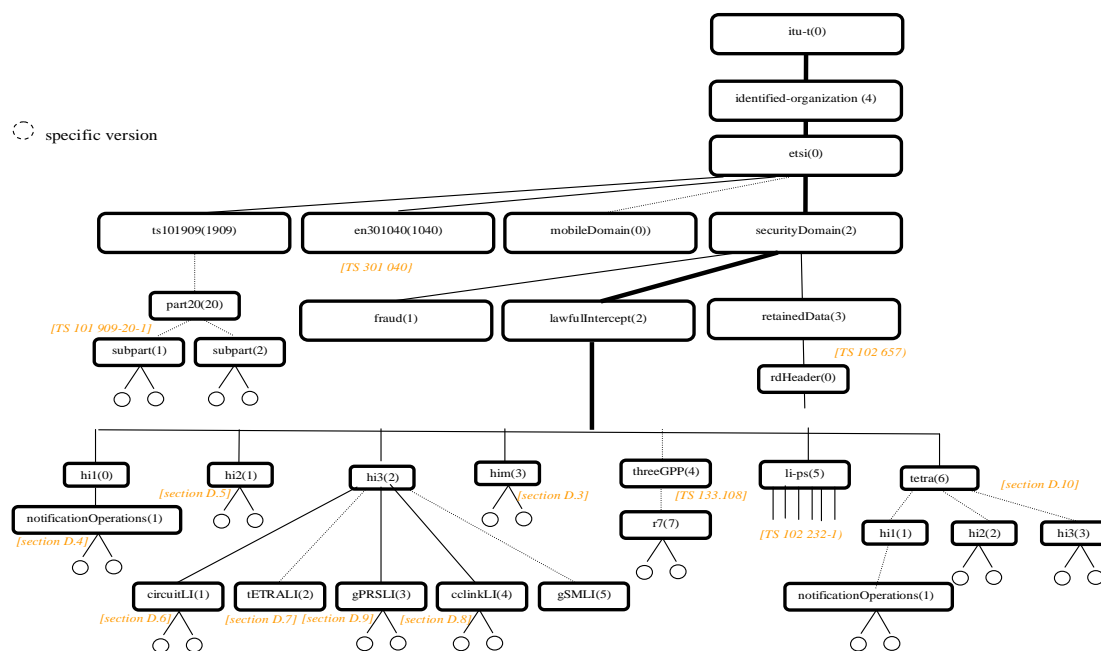 itu-t(0)
identified-organization (4)
specific version
etsi(0)
ts101909(1909)
en301040(1040)
mobileDomain(0))
securityDomain(2)
[TS 301 040]
part20(20)
fraud(1)
lawfulIntercept(2)
retainedData(3)
[TS 101 909-20-1]
subpart(1)
subpart(2)
[TS 102 657)
rdHeader(0)
hi1(0)
hi2(1)
hi3(2)
him(3)
threeGPP(4)
li-ps(5)
tetra(6)
[section D.10]
[section D.5]
[section D.3]
[TS 133.108]
notificationOperations(1)
r7(7)
[TS 102 232-1)
hi1(1)
hi2(2)
hi3(3)
[section D.4]
circuitLI(1)
tETRALI(2)
gPRSLI(3)
cclinkLI(4)
gSMLI(5)
notificationOperations(1)
[section D.6]
[section D.7]
[section D.9]
[section D.8]